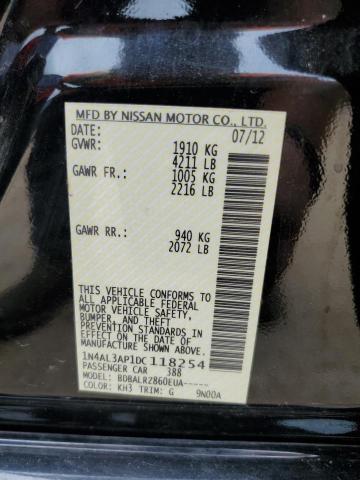 MFD BY NISSAN MOTOR CO., LTD.
DATE: 07/12
GVWR: 1910 KG
4211 LB
GAWR FR: 1005 KG
2216 LB
GAWR RR: 940 KG
2072 LB
THIS VEHICLE CONFORMS TO
ALL APPLICABLE FEDERAL
MOTOR VEHICLE SAFETY,
BUMPER, AND THEFT
PREVENTION STANDARDS IN
EFFECT ON THE DATE OF
MANUFACTURE SHOWN ABOVE.
1N4AL3AP1DC118254
PASSENGER CAR 388
MODEL: BDBALRZ860EUA-----
COLOR: KH3 TRIM: G 9N00A